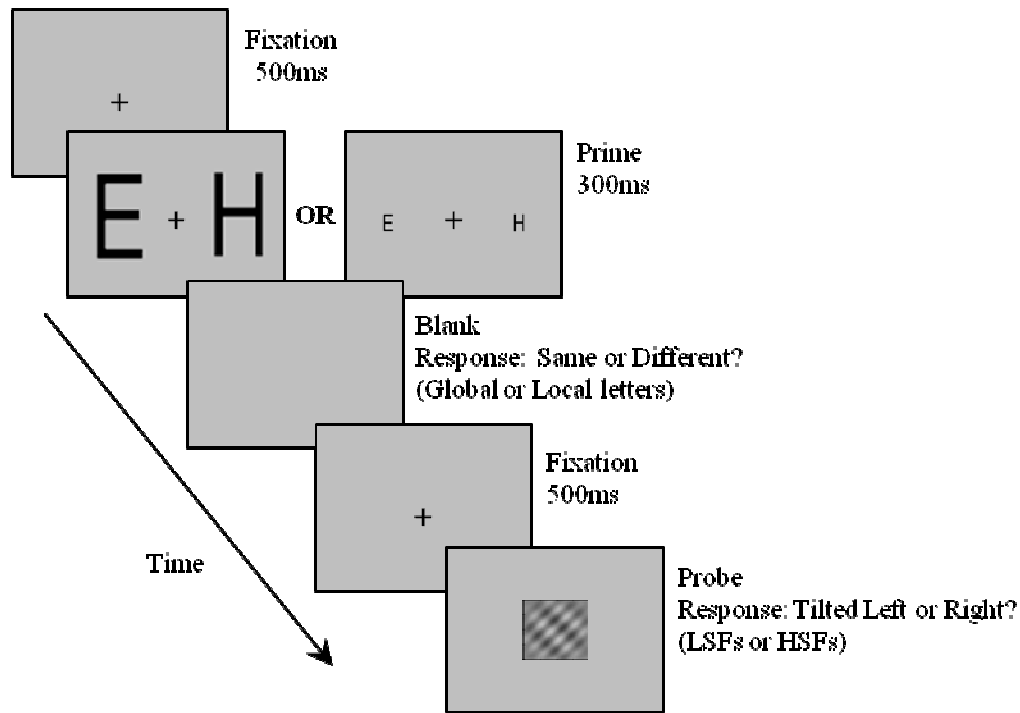 Fixation
500ms
+
E + H
OR
E + H
Prime
300ms
Blank
Response: Same or Different?
(Global or Local letters)
Fixation
500ms
+
Time
Probe
Response: Tilted Left or Right?
(LSFs or HSFs)